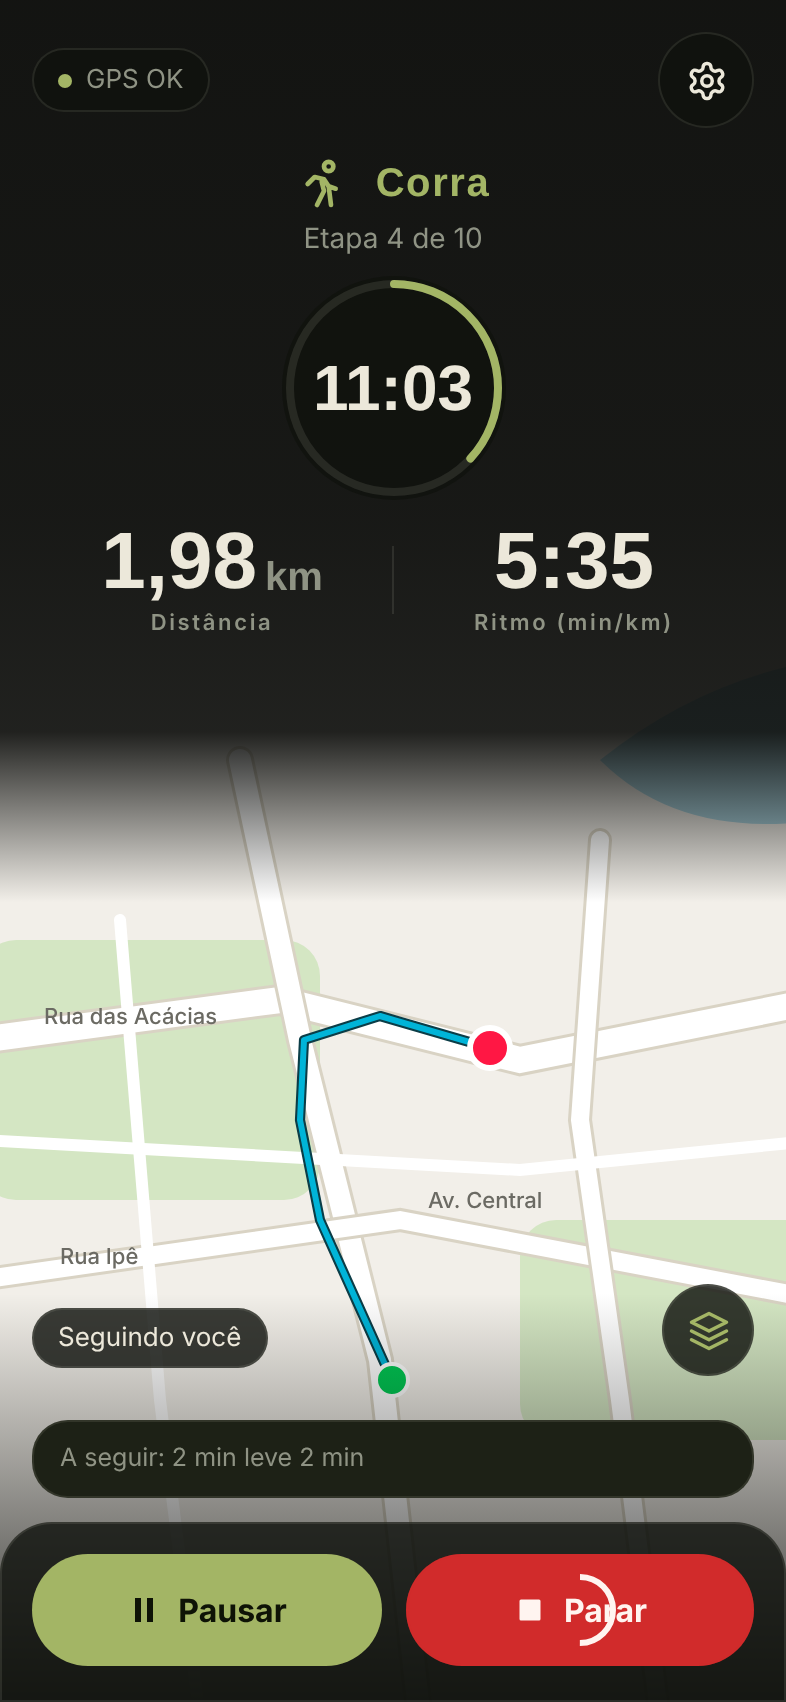 GPS OK
Corra
Etapa 4 de 10
11:03
1,98 km
Distância
5:35
Ritmo (min/km)
Rua das Acácias
Av. Central
Rua Ipê
Seguindo você
A seguir: 2 min leve 2 min
Pausar
Parar